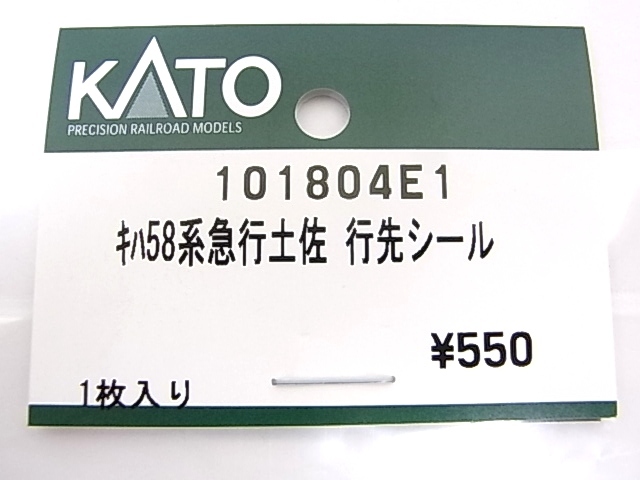 KATO
PRECISION RAILROAD MODELS
101804E1
ｷﾊ58系急行土佐 行先シール
¥550
1枚入り